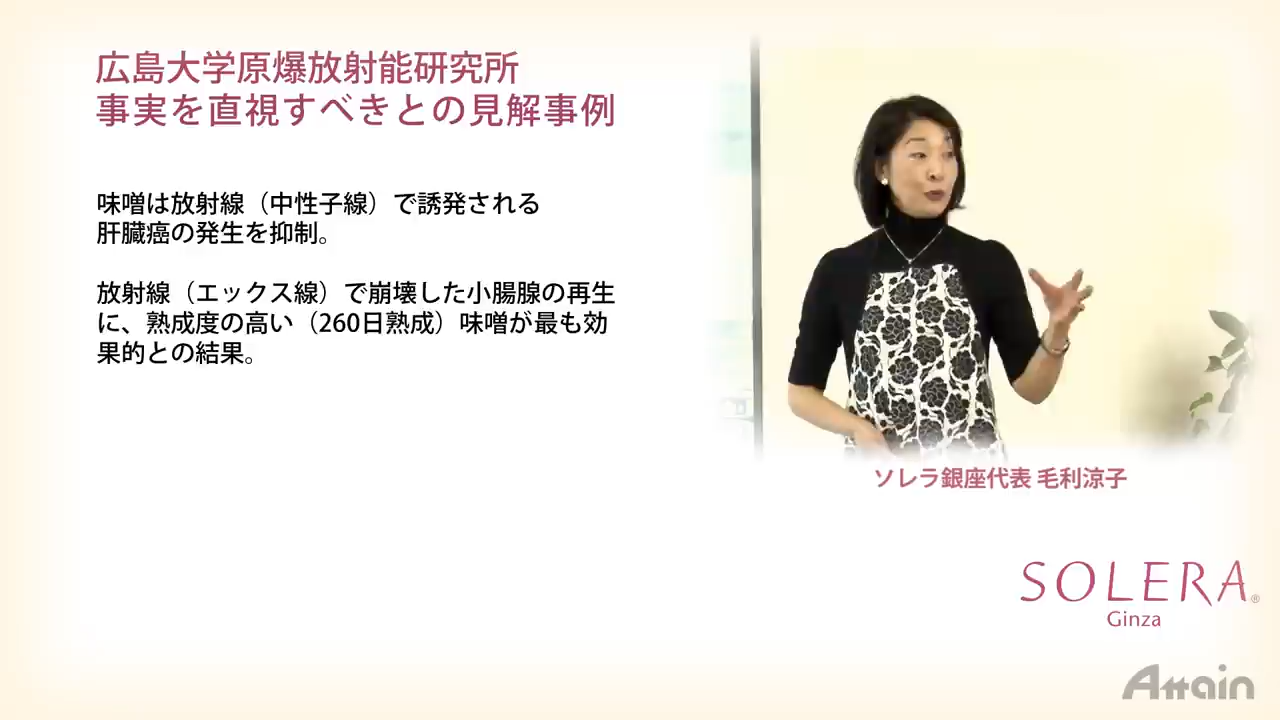 広島大学原爆放射能研究所
事実を直視すべきとの見解事例
味噌は放射線（中性子線）で誘発される
肝臓癌の発生を抑制。
放射線（エックス線）で崩壊した小腸腺の再生
に、熟成度の高い（260日熟成）味噌が最も効
果的との結果。
ソレラ銀座代表 毛利涼子
SOLERA®
Ginza
Attain